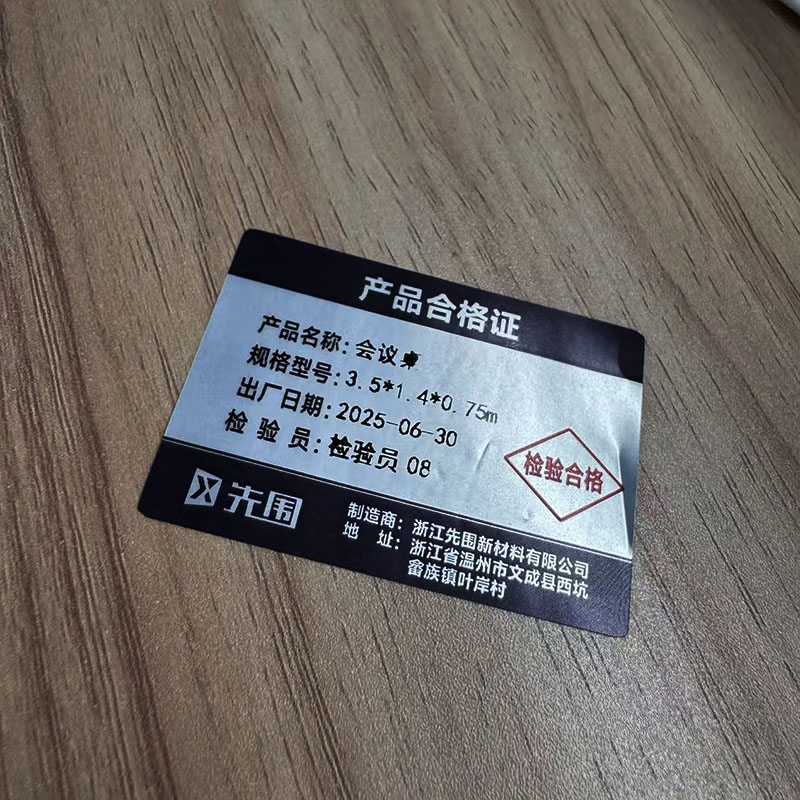 产品合格证
产品名称: 会议桌
规格型号: 3.5*1.4*0.75m
出厂日期: 2025-06-30
检 验 员: 检验员 08
检验合格
先围
制造商: 浙江先围新材料有限公司
地 址: 浙江省温州市文成县西坑
畲族镇叶岸村